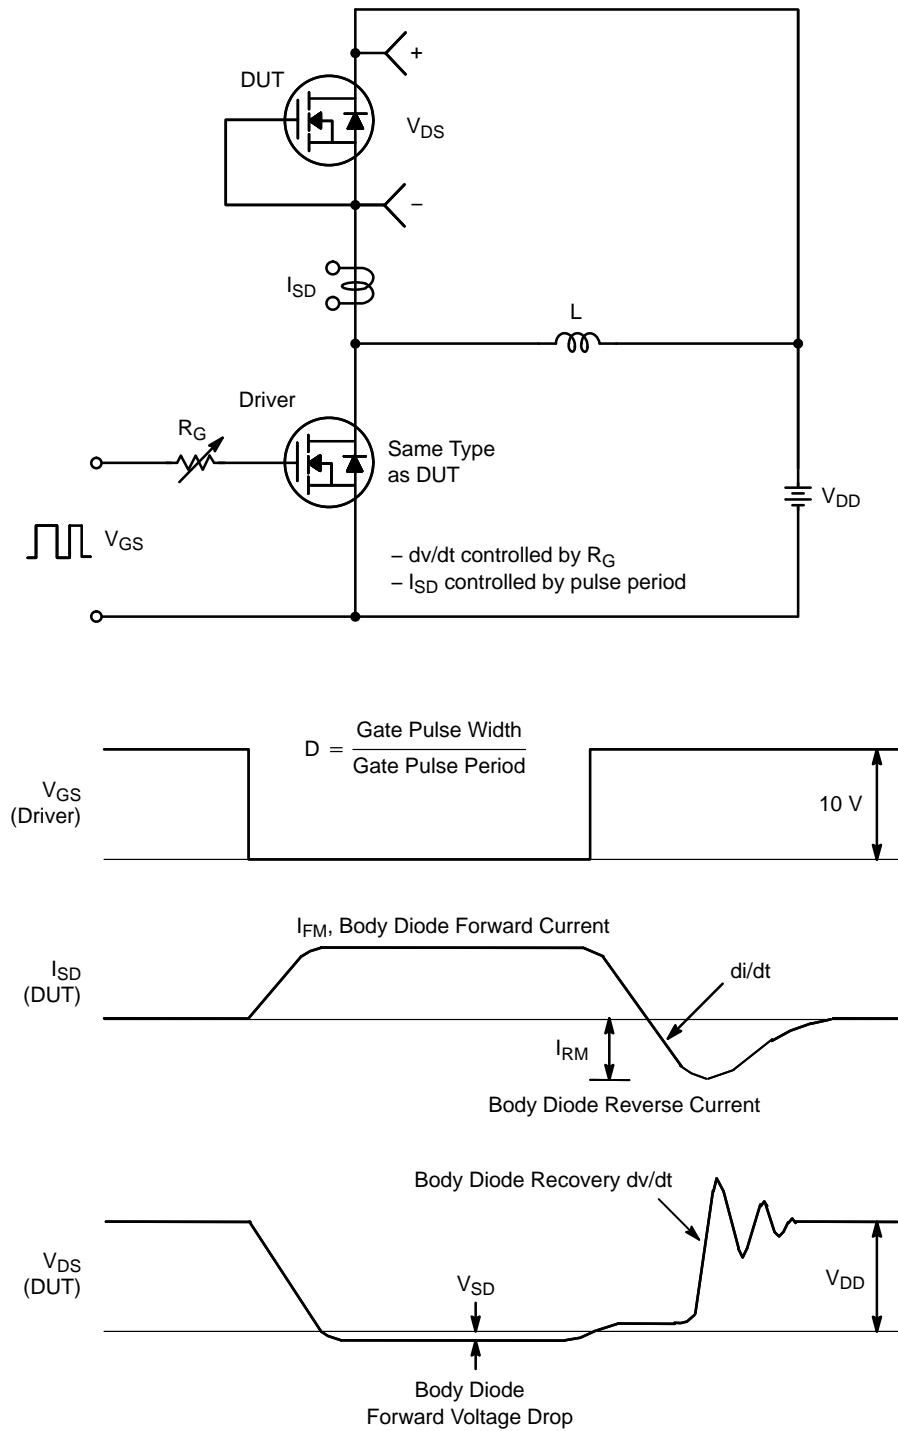 +
DUT
V_DS
–
I_SD
L
Driver
R_G
Same Type
as DUT
V_DD
V_GS
– dv/dt controlled by R_G
– I_SD controlled by pulse period
D = Gate Pulse Width
Gate Pulse Period
V_GS
(Driver)
10 V
I_FM, Body Diode Forward Current
I_SD
(DUT)
di/dt
I_RM
Body Diode Reverse Current
Body Diode Recovery dv/dt
V_DS
(DUT)
V_SD
V_DD
Body Diode
Forward Voltage Drop